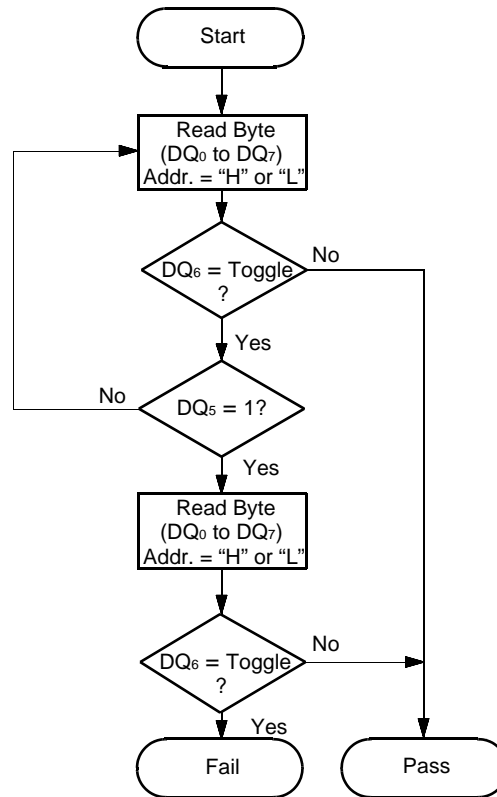 Start
Read Byte
(DQ0 to DQ7)
Addr. = “H” or “L”
DQ6 = Toggle
?
No
Yes
DQ5 = 1?
No
Yes
Read Byte
(DQ0 to DQ7)
Addr. = “H” or “L”
DQ6 = Toggle
?
No
Yes
Fail
Pass